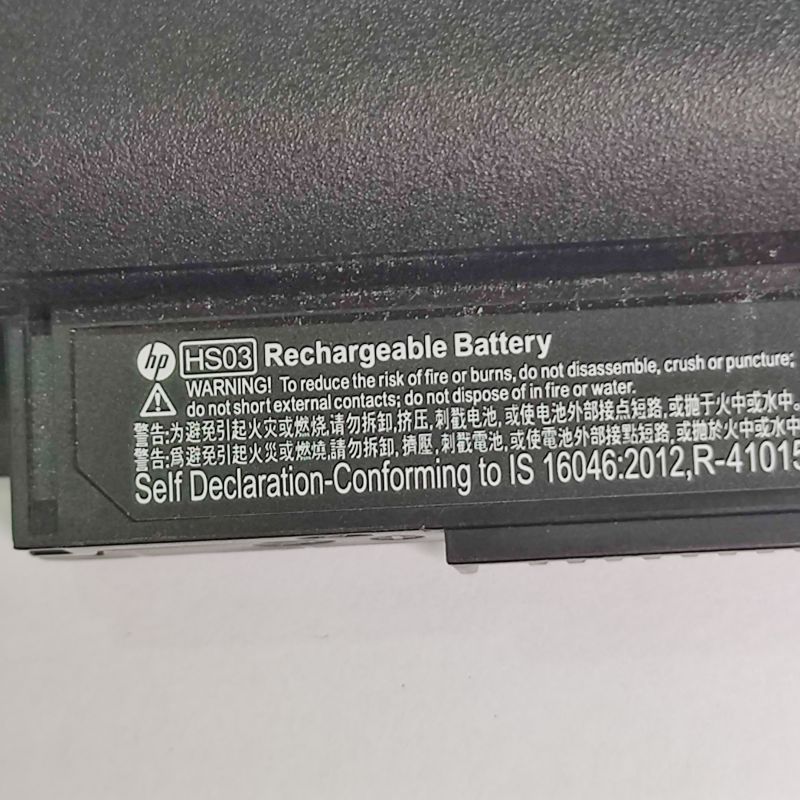 hp HS03 Rechargeable Battery
WARNING! To reduce the risk of fire or burns, do not disassemble, crush or puncture;
do not short external contacts; do not dispose of in fire or water.
警告:为避免引起火灾或燃烧,请勿拆卸,挤压,刺戳电池,或使电池外部接点短路,或抛于火中或水中。
警告:爲避免引起火災或燃燒,請勿拆卸,擠壓,刺戳電池,或使電池外部接點短路,或抛於火中或水中
Self Declaration-Conforming to IS 16046:2012,R-41015